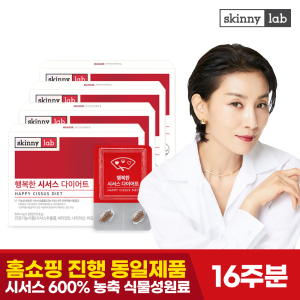 skinny lab
skinny lab
행복한 시서스 다이어트
HAPPY CISSUS DIET
행복한
시서스 다이어트
홈쇼핑 진행 동일제품
시서스 600% 농축 식물성원료
16주분